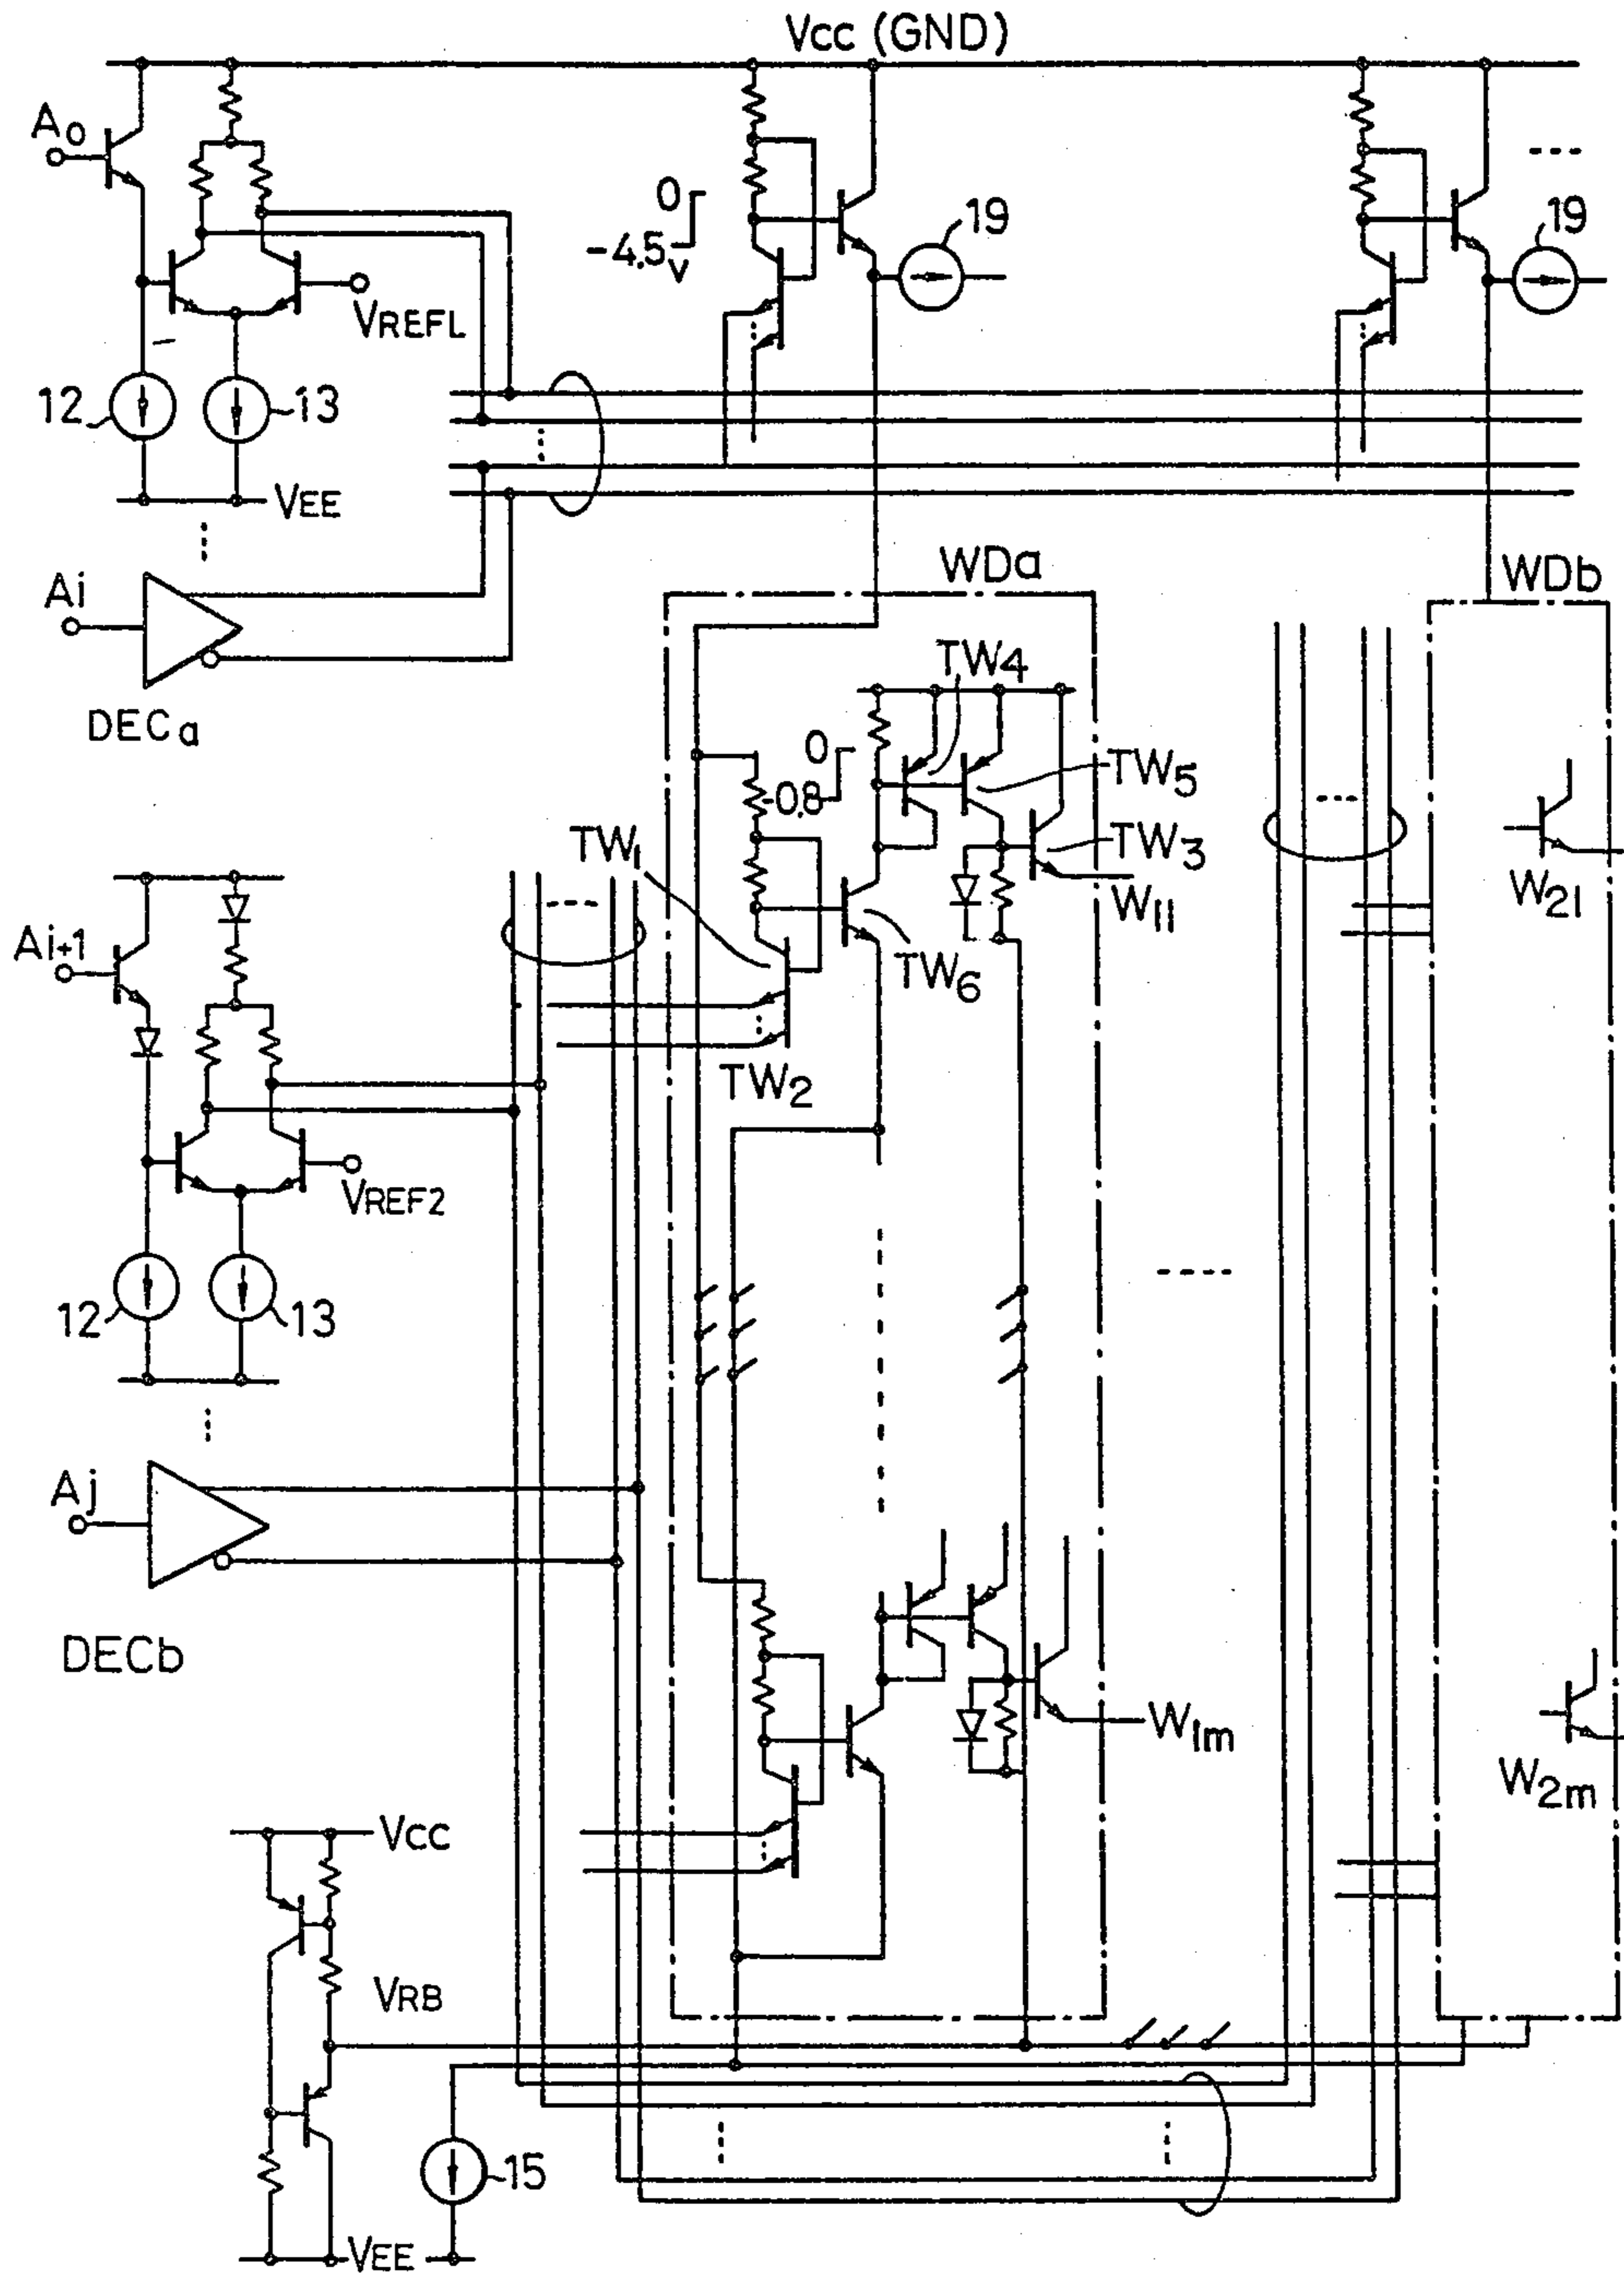 Vcc (GND)
A0
0
-4.5V
19
19
VREFL
12
13
VEE
Ai
DECa
WDa
WDb
TW4
0
-0.8
TW5
TW3
TW1
W11
TW6
W21
TW2
Ai+1
VREF2
12
13
Aj
DECb
W1m
W2m
VCC
VRB
15
VEE